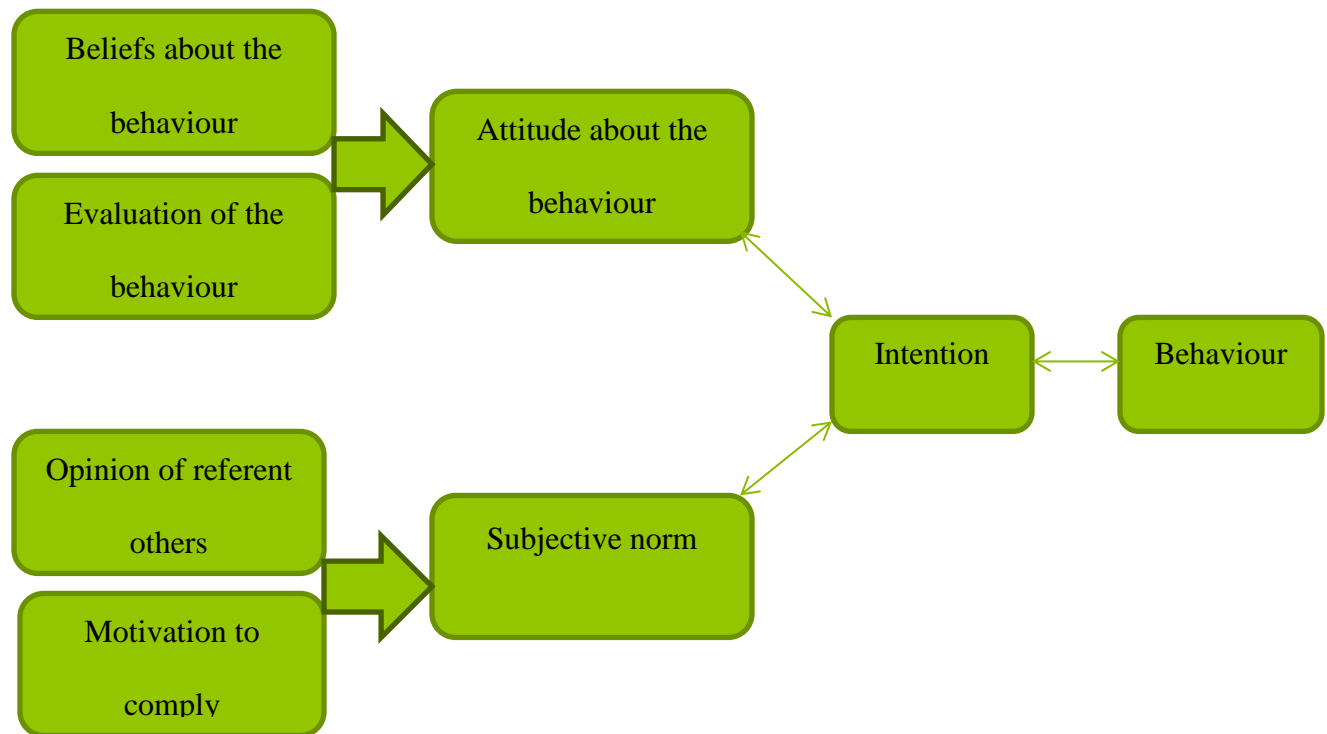 Beliefs about the
behaviour
Evaluation of the
behaviour
Attitude about the
behaviour
Opinion of referent
others
Motivation to
comply
Subjective norm
Intention
Behaviour